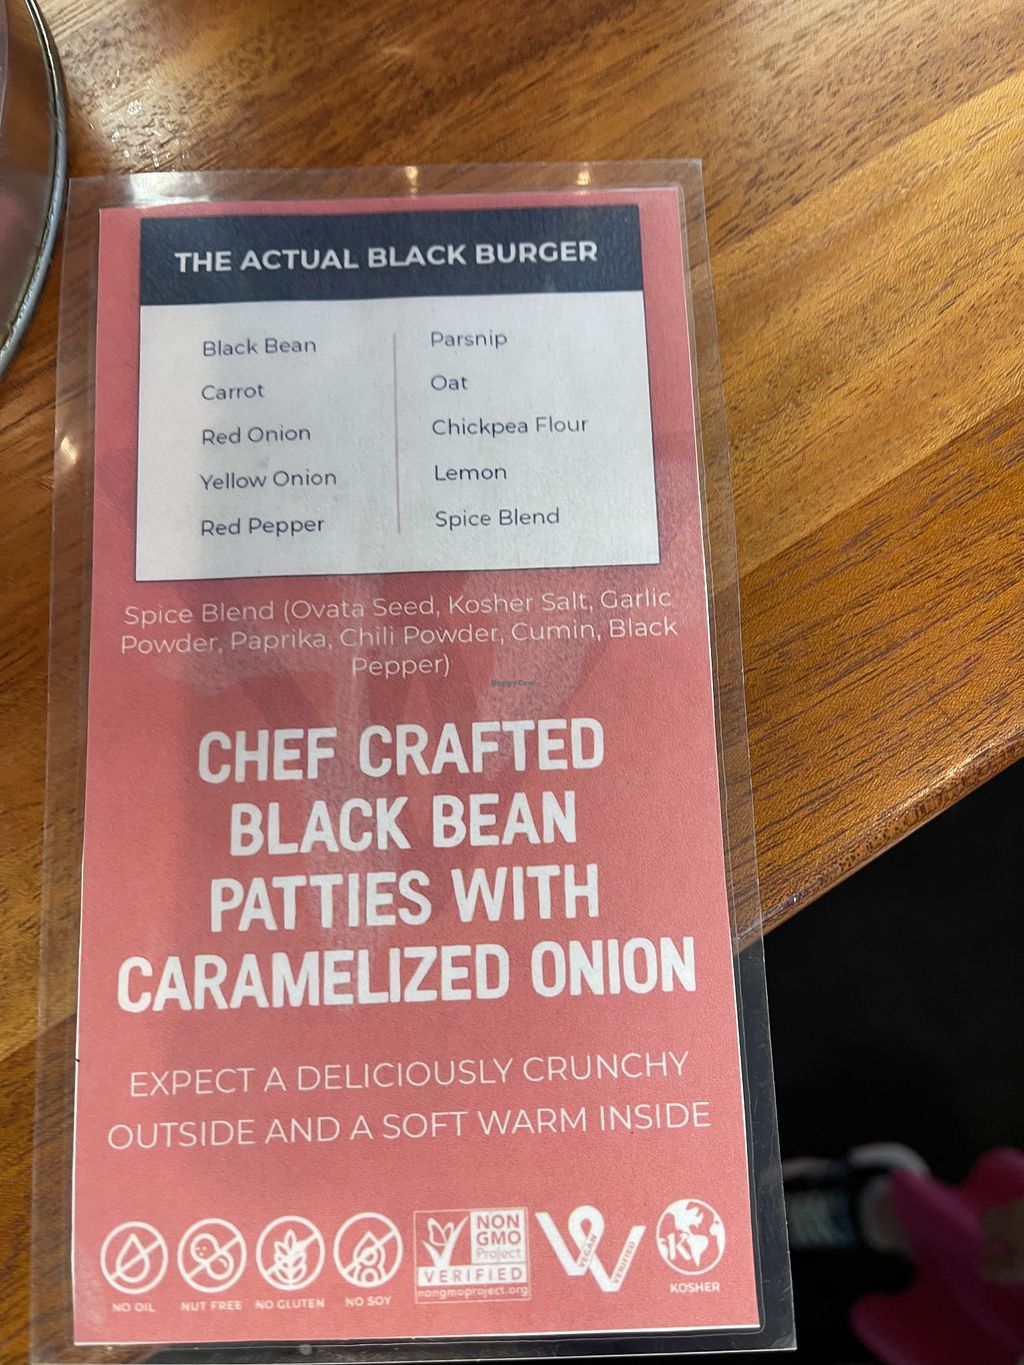 THE ACTUAL BLACK BURGER
Black Bean
Carrot
Red Onion
Yellow Onion
Red Pepper
Parsnip
Oat
Chickpea Flour
Lemon
Spice Blend
Spice Blend (Ovata Seed, Kosher Salt, Garlic
Powder, Paprika, Chili Powder, Cumin, Black
Pepper)
HappyCow
CHEF CRAFTED
BLACK BEAN
PATTIES WITH
CARAMELIZED ONION
EXPECT A DELICIOUSLY CRUNCHY
OUTSIDE AND A SOFT WARM INSIDE
NO OIL
NUT FREE
NO GLUTEN
NO SOY
NON
GMO
Project
VERIFIED
nongmoproject.org
VEGAN
VERIFIED
K
KOSHER